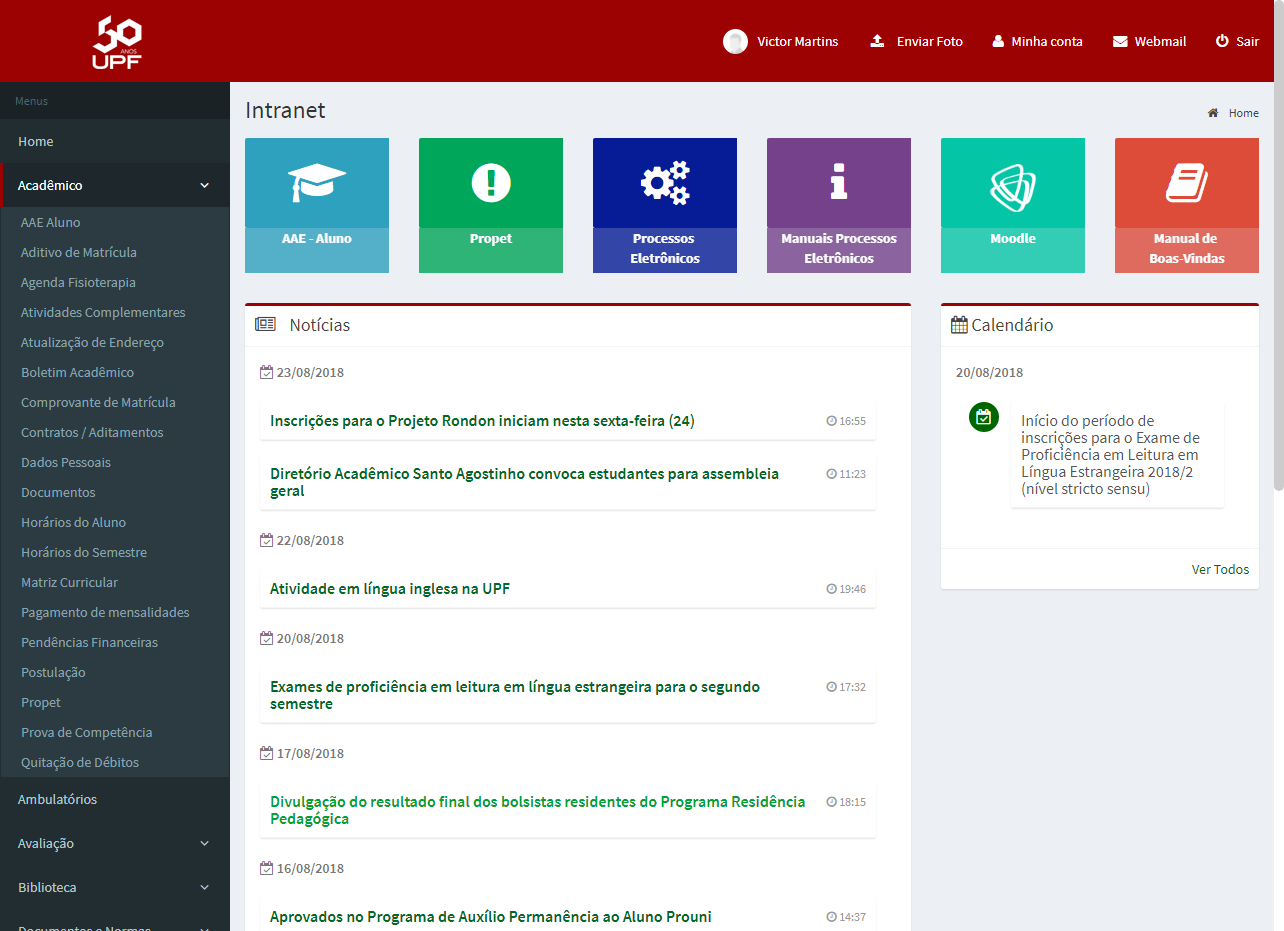 50
ANOS
UPF
Victor Martins
Enviar Foto
Minha conta
Webmail
Sair
Menus
Home
Acadêmico
AAE Aluno
Aditivo de Matrícula
Agenda Fisioterapia
Atividades Complementares
Atualização de Endereço
Boletim Acadêmico
Comprovante de Matrícula
Contratos / Aditamentos
Dados Pessoais
Documentos
Horários do Aluno
Horários do Semestre
Matriz Curricular
Pagamento de mensalidades
Pendências Financeiras
Postulação
Propet
Prova de Competência
Quitação de Débitos
Ambulatórios
Avaliação
Biblioteca
Documentos e Normas
Intranet
Home
AAE - Aluno
Propet
Processos
Eletrônicos
Manuais Processos
Eletrônicos
Moodle
Manual de
Boas-Vindas
Notícias
23/08/2018
Inscrições para o Projeto Rondon iniciam nesta sexta-feira (24)
16:55
Diretório Acadêmico Santo Agostinho convoca estudantes para assembleia
geral
11:23
22/08/2018
Atividade em língua inglesa na UPF
19:46
20/08/2018
Exames de proficiência em leitura em língua estrangeira para o segundo
semestre
17:32
17/08/2018
Divulgação do resultado final dos bolsistas residentes do Programa Residência
Pedagógica
18:15
16/08/2018
Aprovados no Programa de Auxílio Permanência ao Aluno Prouni
14:37
Calendário
20/08/2018
Início do período de
inscrições para o Exame de
Proficiência em Leitura em
Língua Estrangeira 2018/2
(nível stricto sensu)
Ver Todos